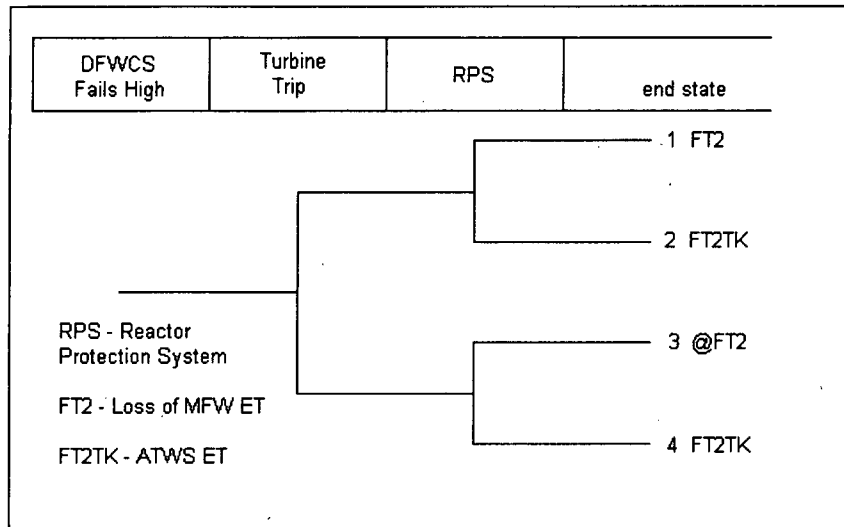 DFWCS
Fails High
Turbine
Trip
RPS
end state
1 FT2
2 FT2TK
3 @FT2
4 FT2TK
RPS - Reactor
Protection System
FT2 - Loss of MFW ET
FT2TK - ATWS ET